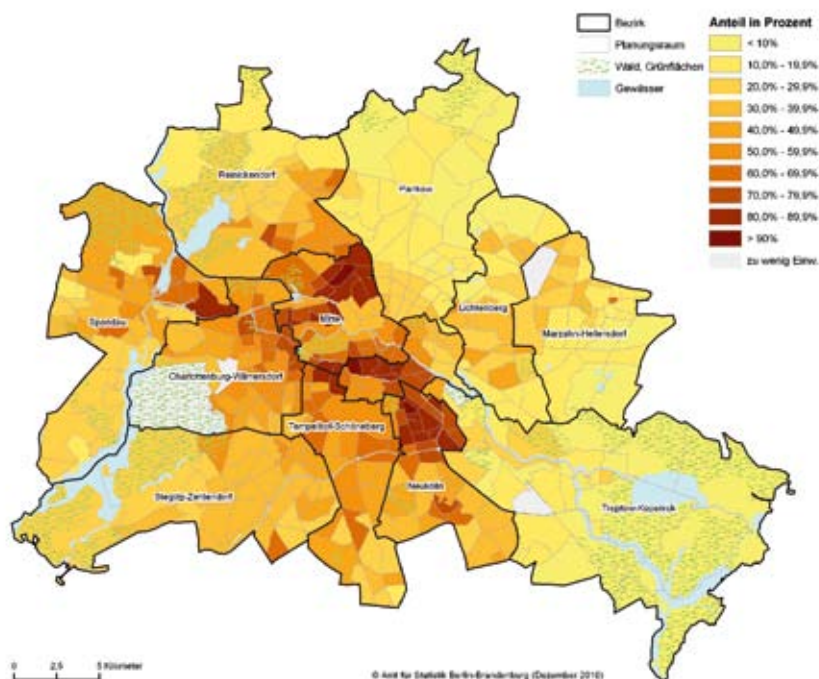 Bezirk
Planungsraum
Wald, Grünflächen
Gewässer
Anteil in Prozent
< 10%
10,0% - 19,9%
20,0% - 29,9%
30,0% - 39,9%
40,0% - 49,9%
50,0% - 59,9%
60,0% - 69,9%
70,0% - 79,9%
80,0% - 89,9%
> 90%
zu wenig Einw.
Reinickendorf
Pankow
Spandau
Mitte
Lichtenberg
Marzahn-Hellersdorf
Charlottenburg-Wilmersdorf
Tempelhof-Schöneberg
Steglitz-Zehlendorf
Neukölln
Treptow-Köpenick
0 2,5 5 Kilometer
© Amt für Statistik Berlin-Brandenburg (Dezember 2010)